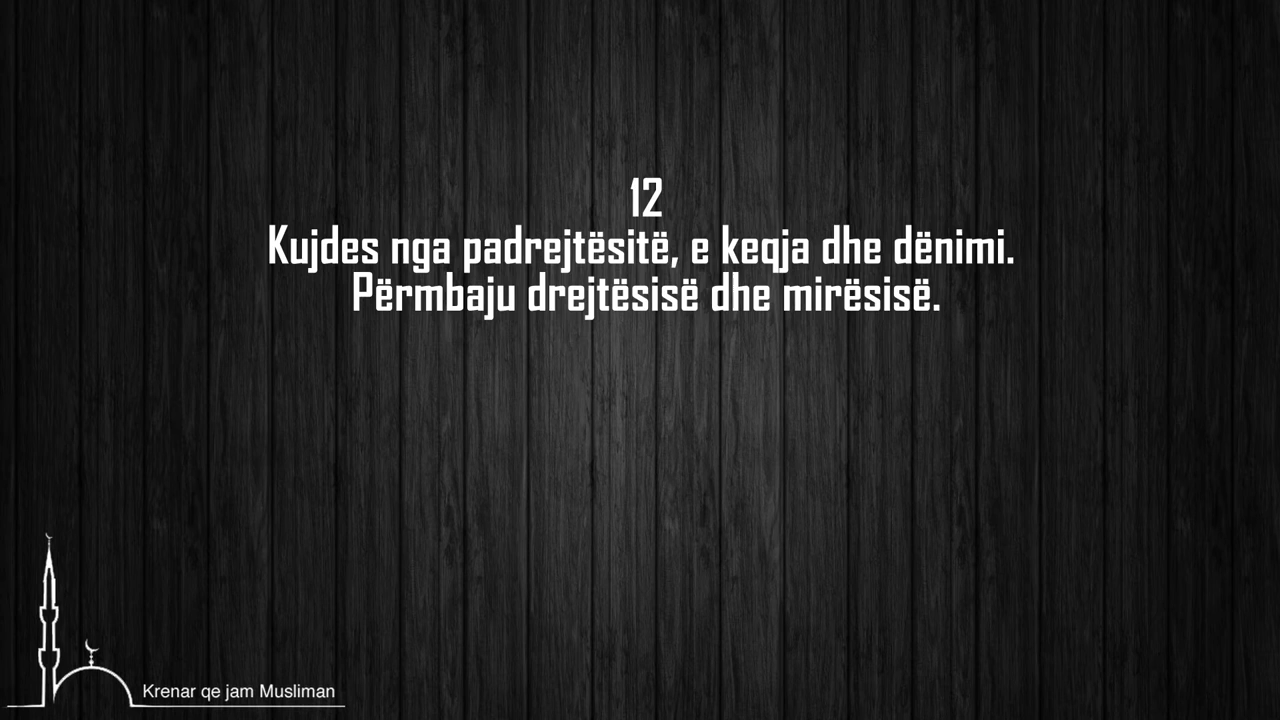 12
Kujdes nga padrejtësitë, e keqja dhe dënimi.
Përmbaju drejtësisë dhe mirësisë.
Krenar qe jam Musliman